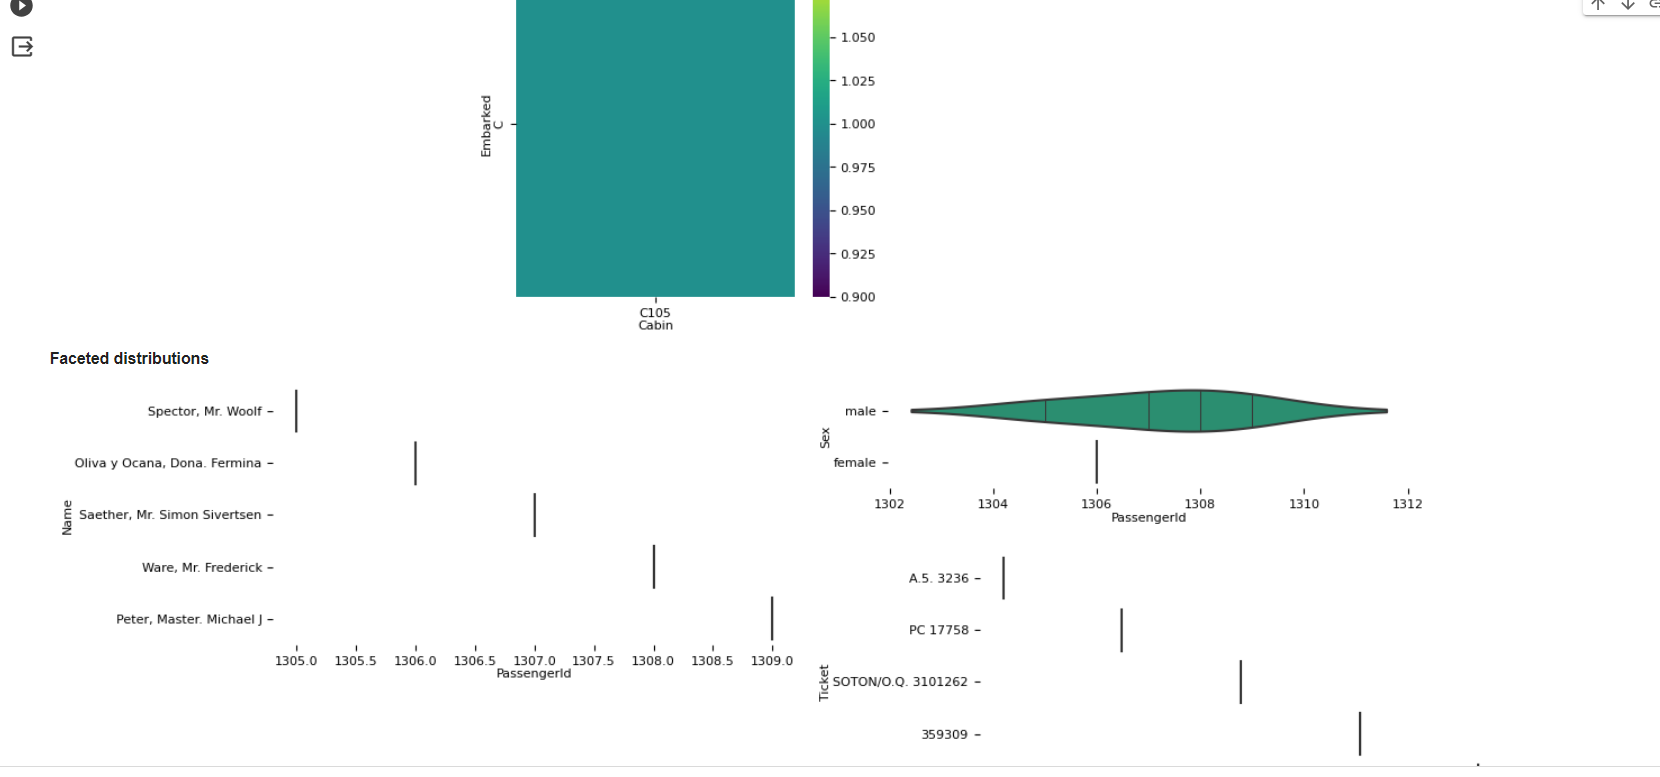 1.050
1.025
1.000
0.975
0.950
0.925
0.900
Embarked
C
C105
Cabin
Faceted distributions
Name
Spector, Mr. Woolf
Oliva y Ocana, Dona. Fermina
Saether, Mr. Simon Sivertsen
Ware, Mr. Frederick
Peter, Master. Michael J
1305.0 1305.5 1306.0 1306.5 1307.0 1307.5 1308.0 1308.5 1309.0
PassengerId
Sex
male
female
1302 1304 1306 1308 1310 1312
PassengerId
Ticket
A.5. 3236
PC 17758
SOTON/O.Q. 3101262
359309